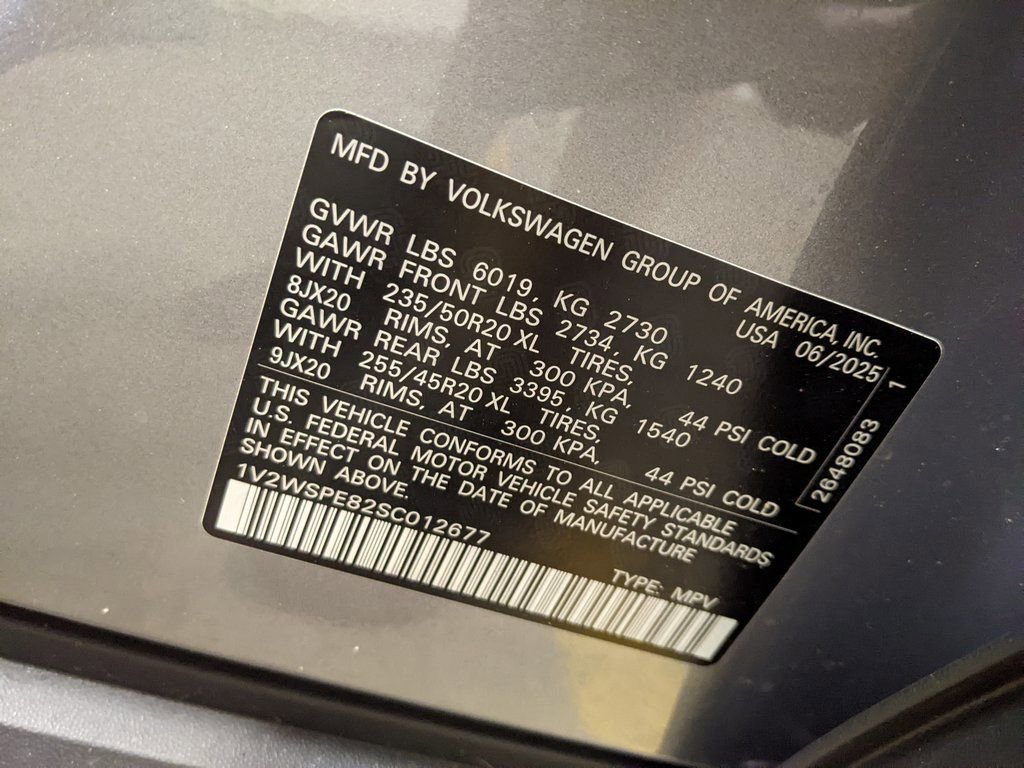 MFD BY VOLKSWAGEN GROUP OF AMERICA, INC.
USA 06/2025
GVWR LBS 6019, KG 2730
GAWR FRONT LBS 2734, KG 1240
WITH 235/50R20 XL TIRES,
8JX20 RIMS, AT 300 KPA, 44 PSI COLD
GAWR REAR LBS 3395, KG 1540
WITH 255/45R20 XL TIRES,
9JX20 RIMS, AT 300 KPA, 44 PSI COLD
THIS VEHICLE CONFORMS TO ALL APPLICABLE
U.S. FEDERAL MOTOR VEHICLE SAFETY STANDARDS
IN EFFECT ON THE DATE OF MANUFACTURE
SHOWN ABOVE.
1V2WSPE82SC012677
TYPE: MPV
2648083 1